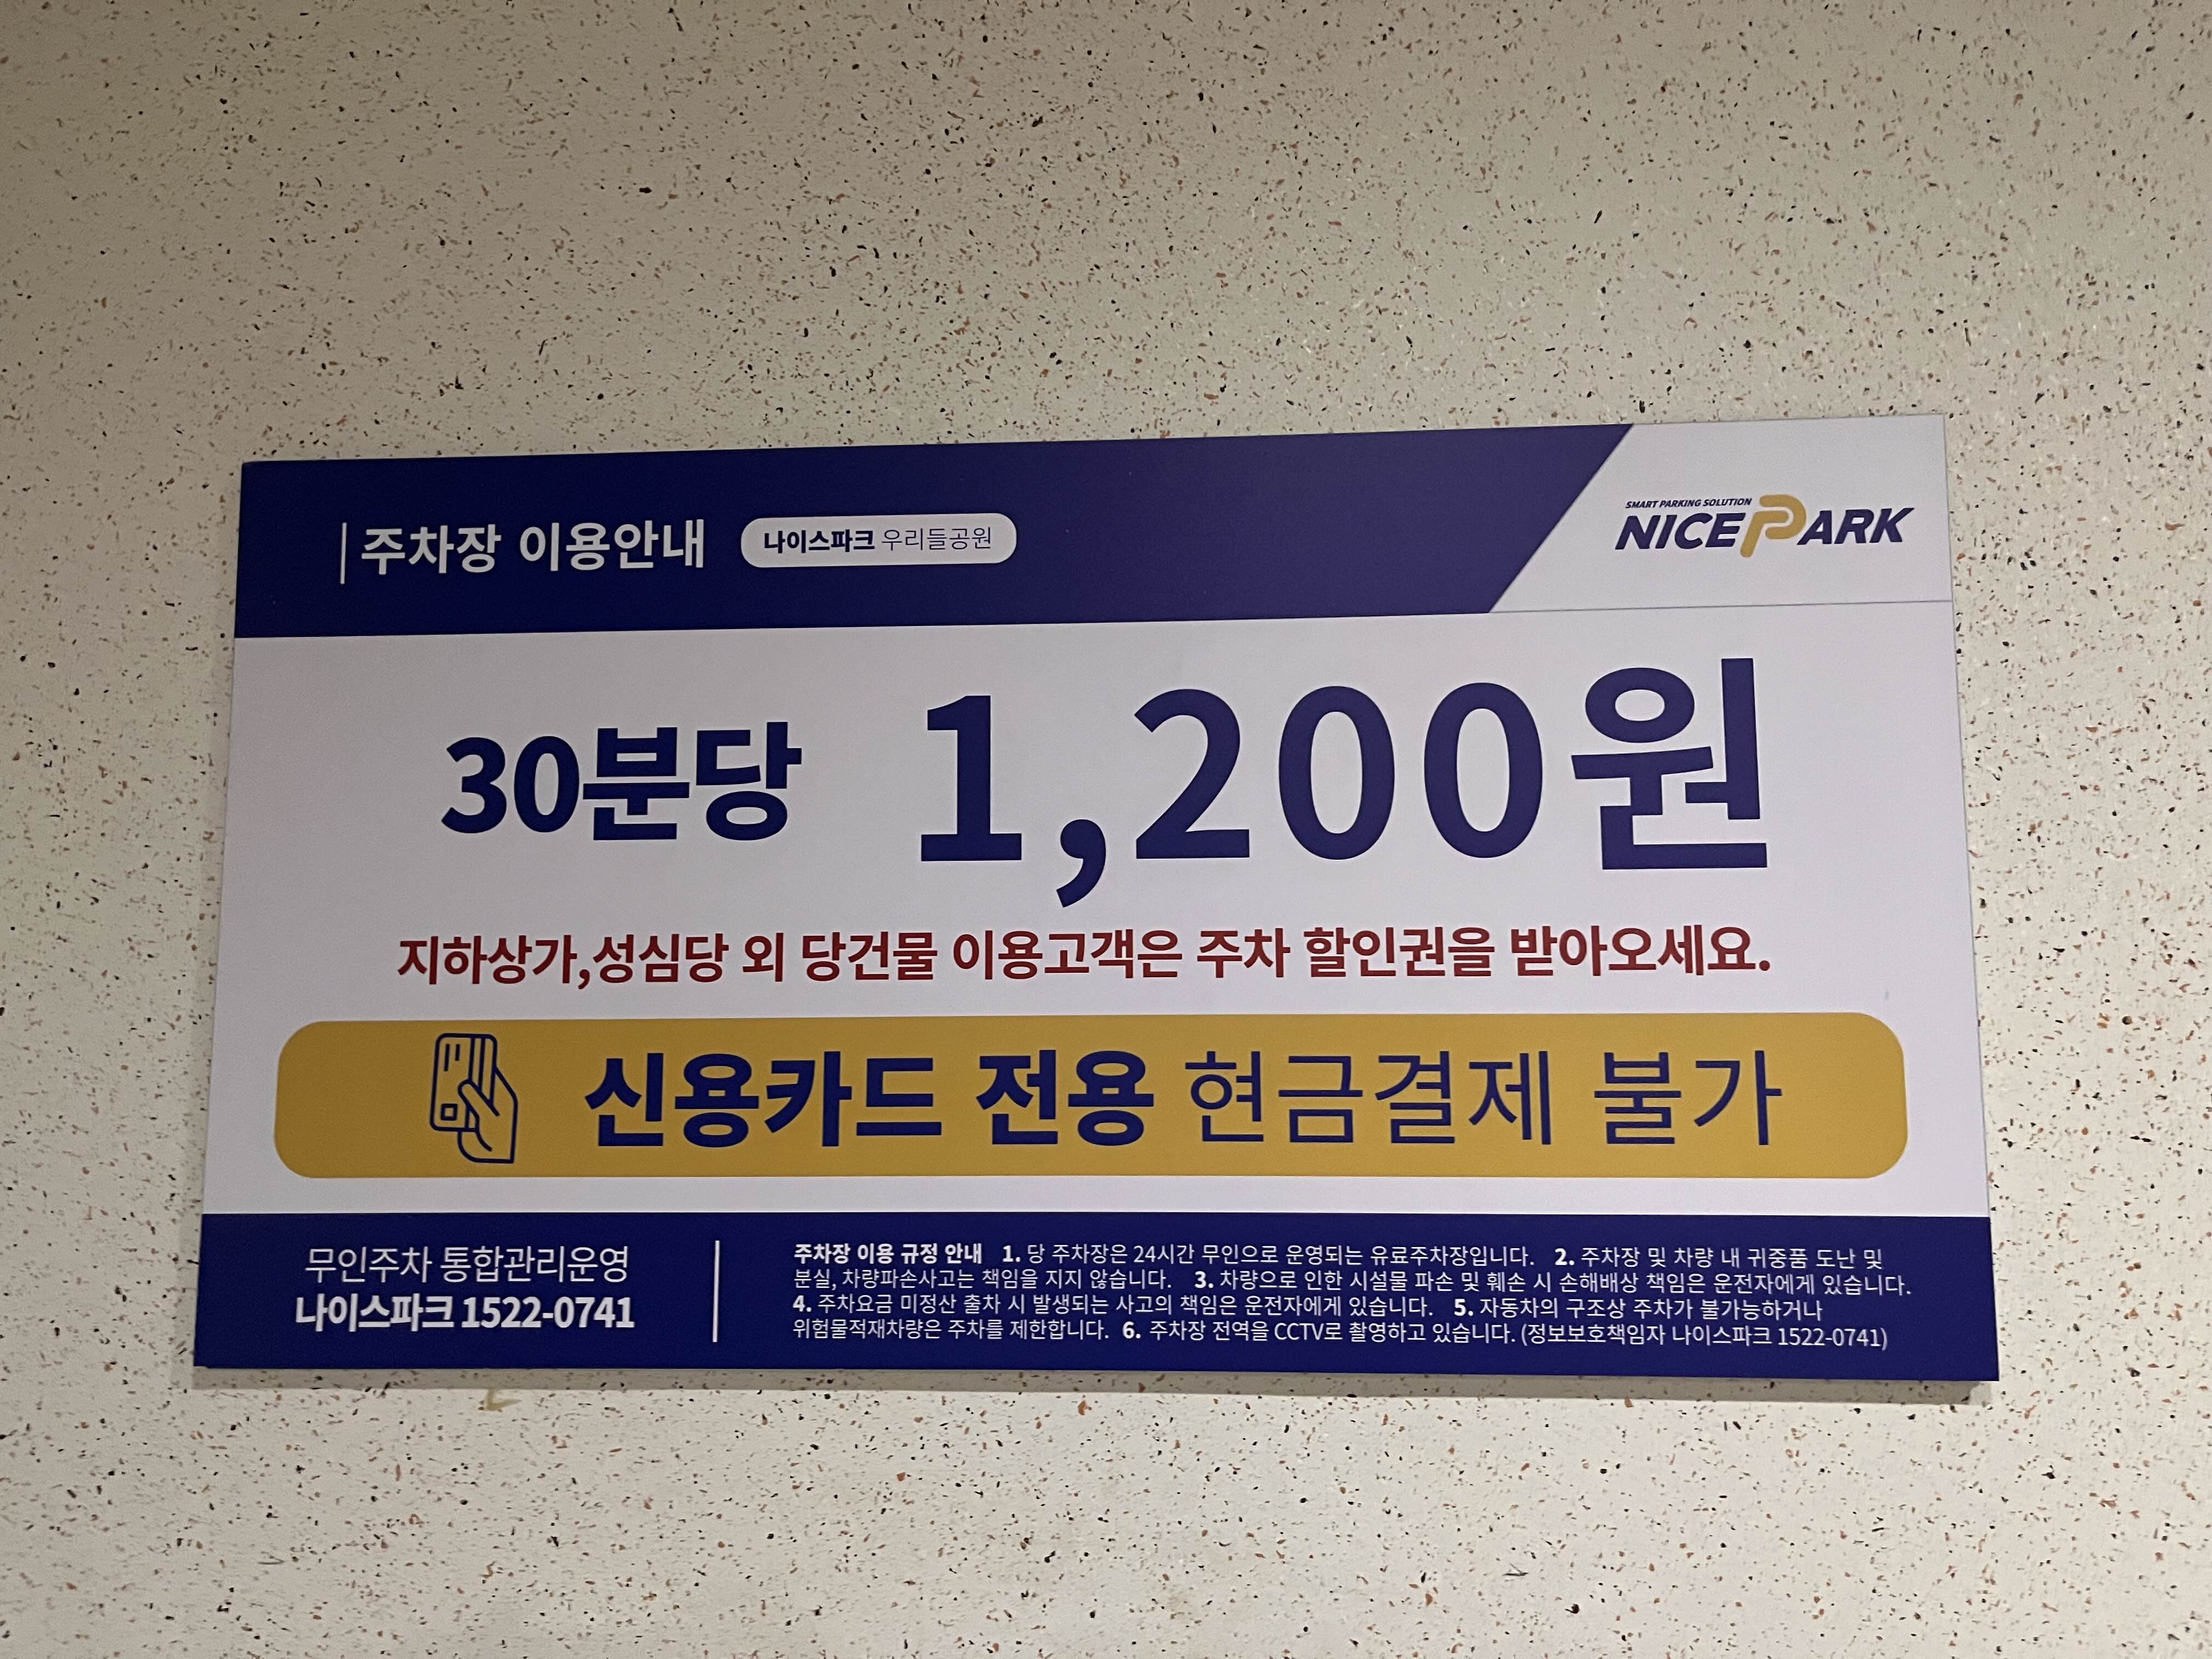 주차장 이용안내 나이스파크 우리들공원
SMART PARKING SOLUTION
NICE PARK
30분당 1,200원
지하상가,성심당 외 당건물 이용고객은 주차 할인권을 받아오세요.
신용카드 전용 현금결제 불가
무인주차 통합관리운영
나이스파크 1522-0741
주차장 이용 규정 안내 1. 당 주차장은 24시간 무인으로 운영되는 유료주차장입니다. 2. 주차장 및 차량 내 귀중품 도난 및
분실, 차량파손사고는 책임을 지지 않습니다. 3. 차량으로 인한 시설물 파손 및 훼손 시 손해배상 책임은 운전자에게 있습니다.
4. 주차요금 미정산 출차 시 발생되는 사고의 책임은 운전자에게 있습니다. 5. 자동차의 구조상 주차가 불가능하거나
위험물적재차량은 주차를 제한합니다. 6. 주차장 전역을 CCTV로 촬영하고 있습니다. (정보보호책임자 나이스파크 1522-0741)